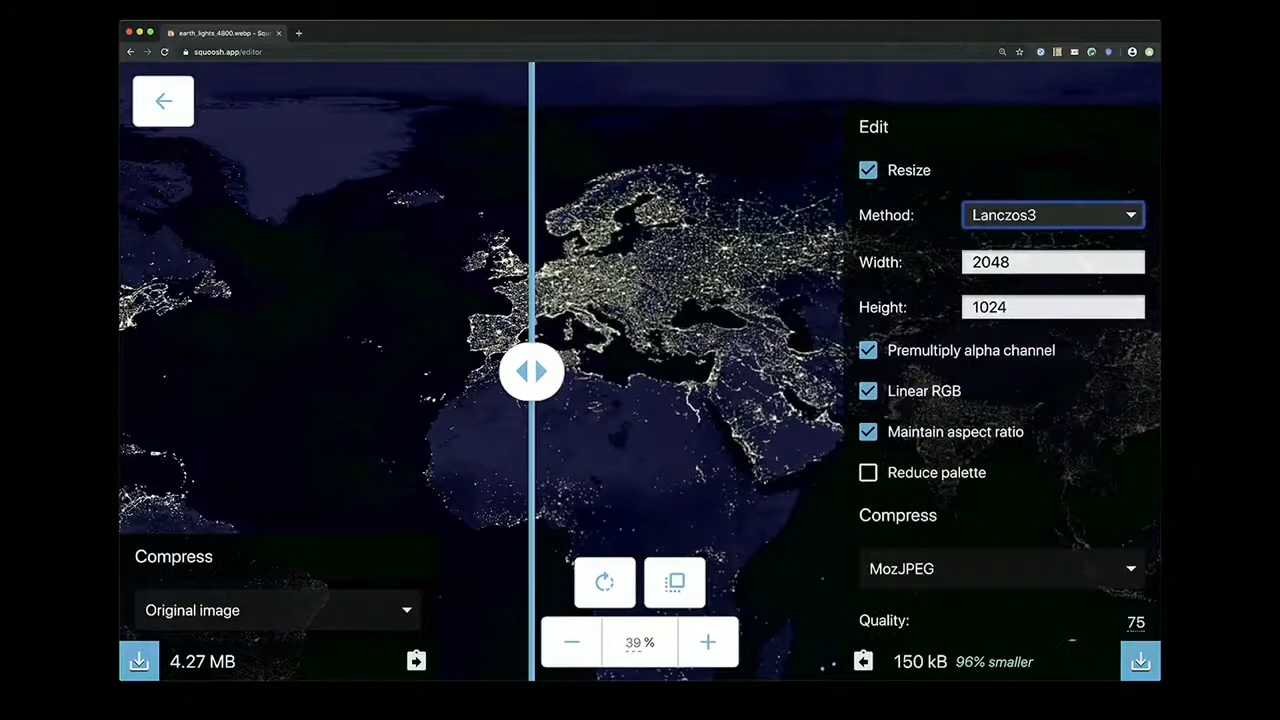 earth_lights_4800.webp - Squo
squoosh.app/editor
Edit
Resize
Method:
Lanczos3
Width:
2048
Height:
1024
Premultiply alpha channel
Linear RGB
Maintain aspect ratio
Reduce palette
Compress
MozJPEG
Quality:
75
150 kB 96% smaller
Compress
Original image
4.27 MB
39 %